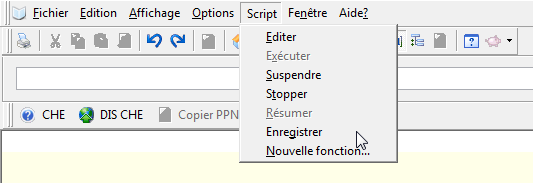 Fichier Edition Affichage Options Script Fenêtre Aide?
Editer
Exécuter
Suspendre
Stopper
Résumer
Enregistrer
Nouvelle fonction...
CHE DIS CHE Copier PPN